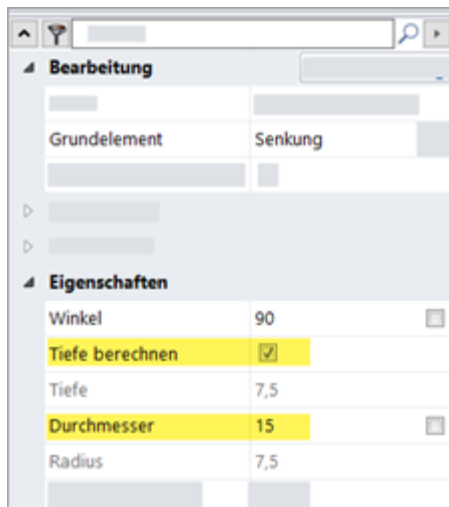 Bearbeitung
Grundelement Senkung
Eigenschaften
Winkel 90
Tiefe berechnen
Tiefe 7,5
Durchmesser 15
Radius 7,5